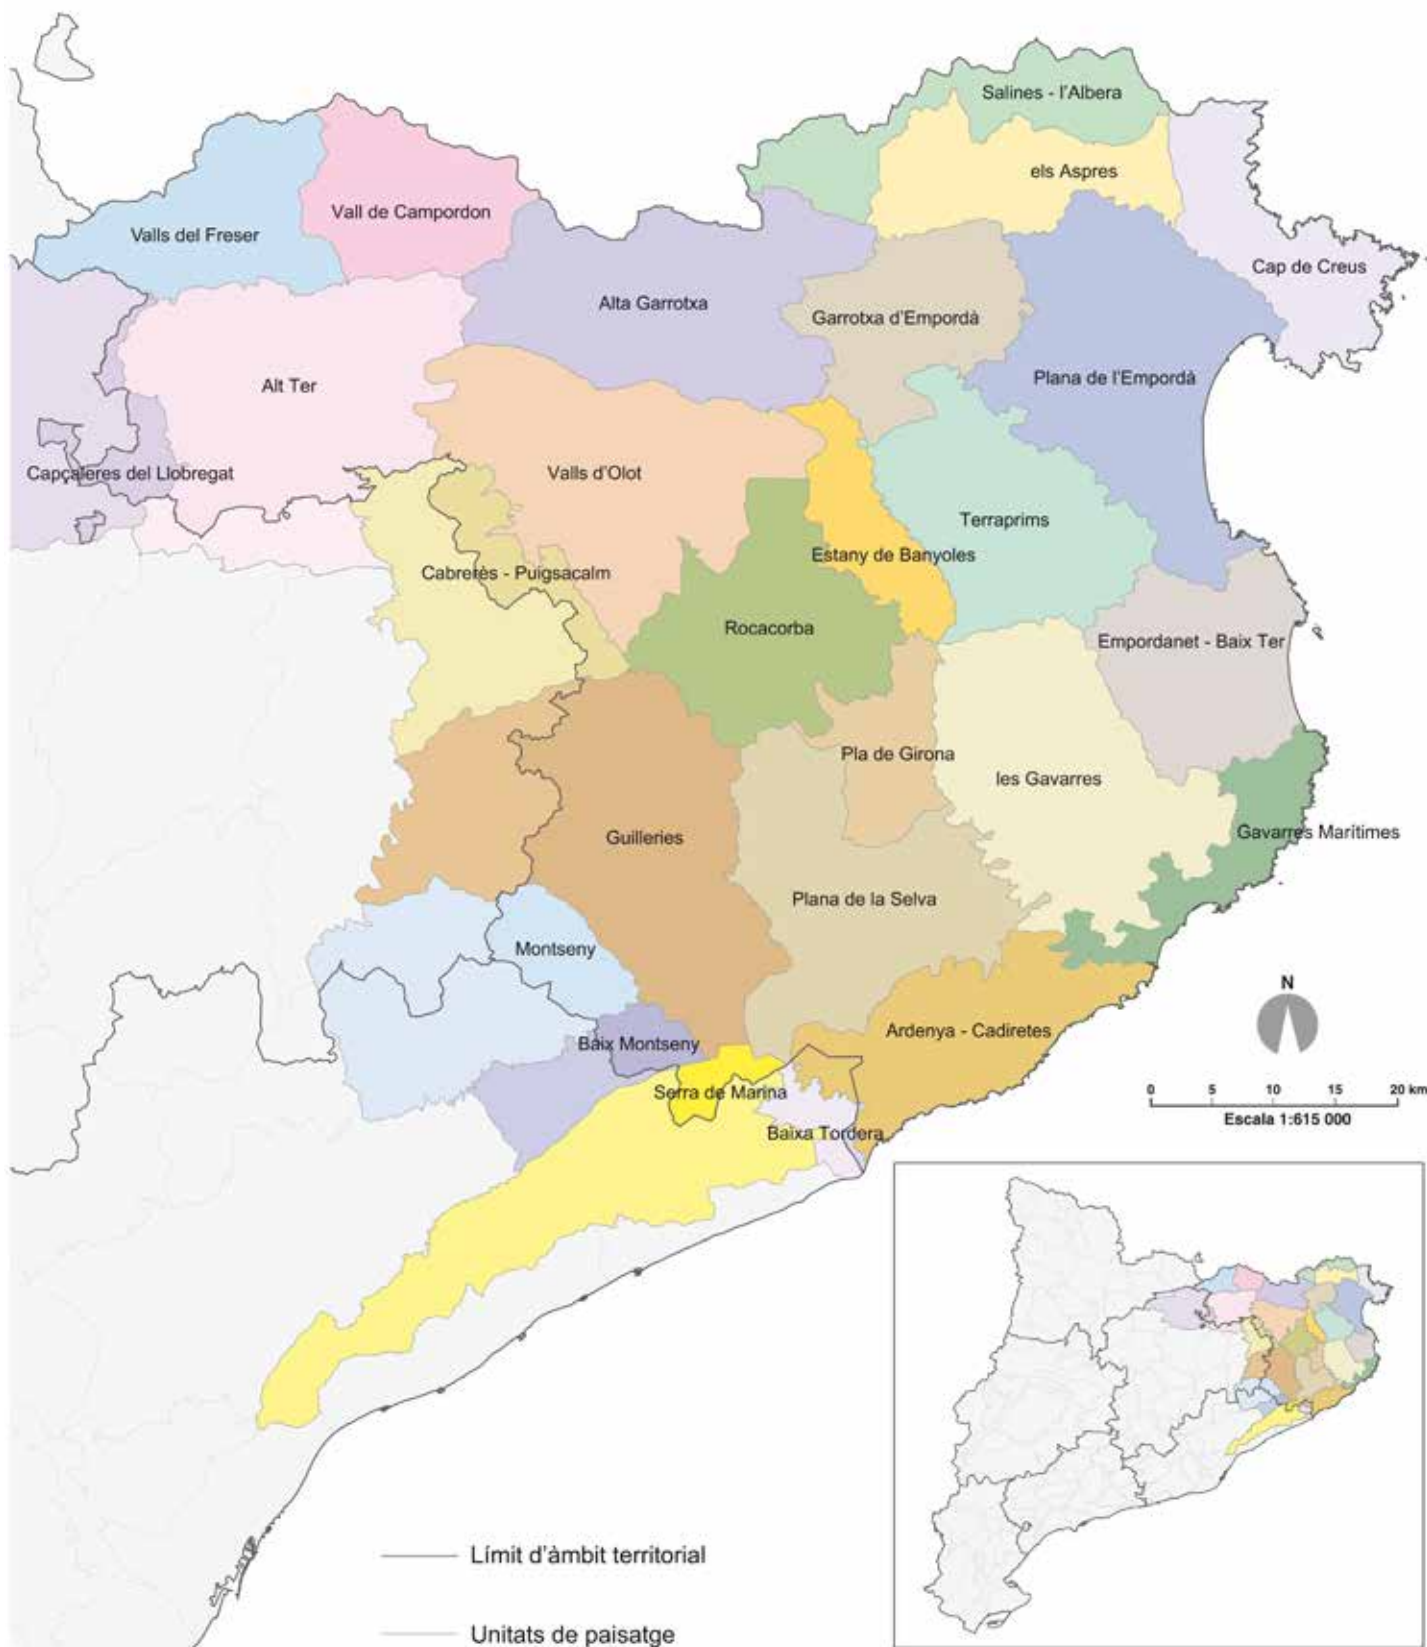 Salines - l'Albera
els Aspres
Vall de Campordon
Valls del Freser
Cap de Creus
Alta Garrotxa
Garrotxa d'Empordà
Plana de l'Empordà
Alt Ter
Capçaleres del Llobregat
Valls d'Olot
Terraprims
Estany de Banyoles
Cabrerès - Puigsacalm
Rocacorba
Empordanet - Baix Ter
Pla de Girona
les Gavarres
Guilleries
Gavarres Marítimes
Plana de la Selva
Montseny
N
Ardenya - Cadiretes
Baix Montseny
Serra de Marina
0 5 10 15 20 km
Escala 1:615 000
Baixa Tordera
Límit d'àmbit territorial
Unitats de paisatge